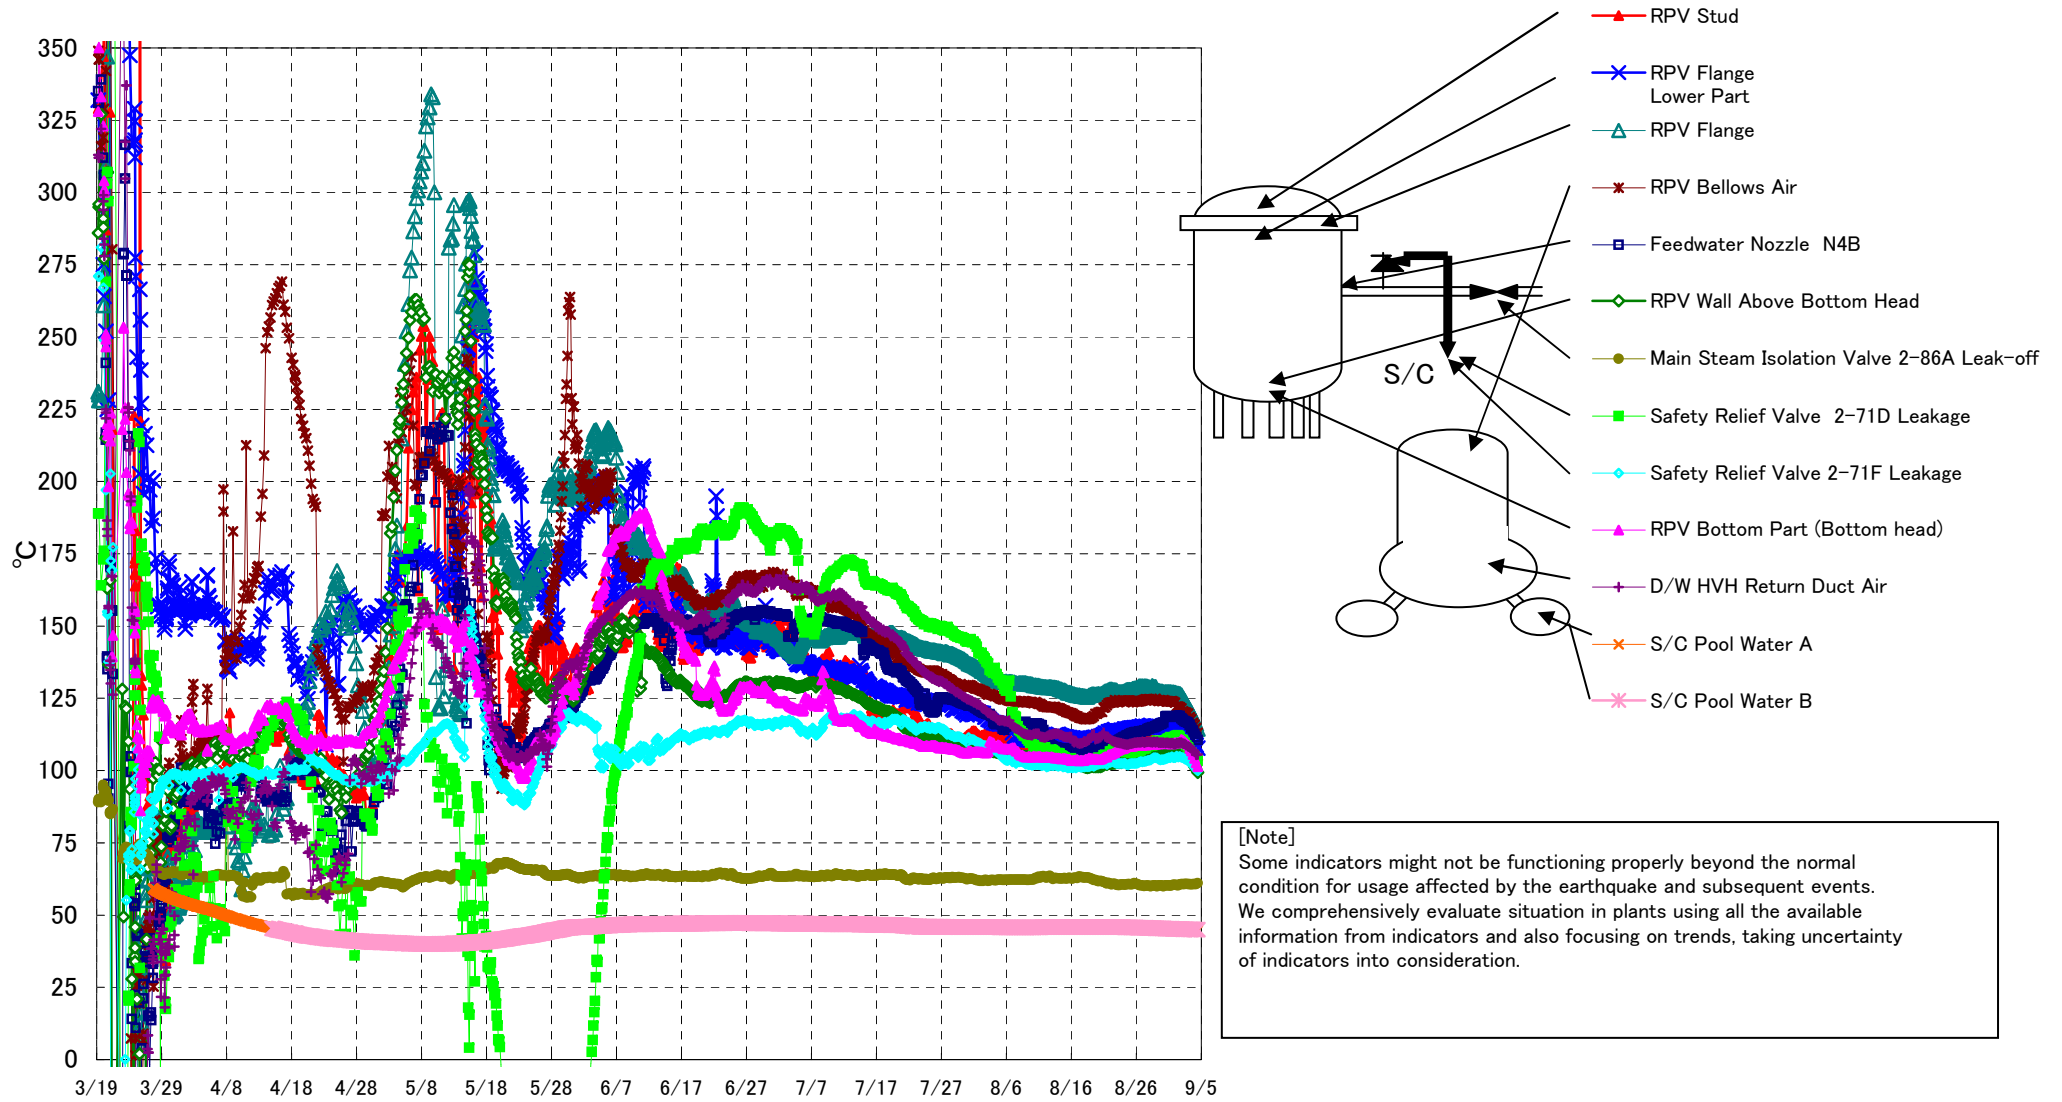 350
325
300
275
250
225
200
175
150
125
100
75
50
25
0
℃
3/19 3/29 4/8 4/18 4/28 5/8 5/18 5/28 6/7 6/17 6/27 7/7 7/17 7/27 8/6 8/16 8/26 9/5
RPV Stud
RPV Flange
Lower Part
RPV Flange
RPV Bellows Air
Feedwater Nozzle N4B
RPV Wall Above Bottom Head
Main Steam Isolation Valve 2-86A Leak-off
Safety Relief Valve 2-71D Leakage
Safety Relief Valve 2-71F Leakage
RPV Bottom Part (Bottom head)
D/W HVH Return Duct Air
S/C Pool Water A
S/C Pool Water B
S/C
[Note]
Some indicators might not be functioning properly beyond the normal
condition for usage affected by the earthquake and subsequent events.
We comprehensively evaluate situation in plants using all the available
information from indicators and also focusing on trends, taking uncertainty
of indicators into consideration.